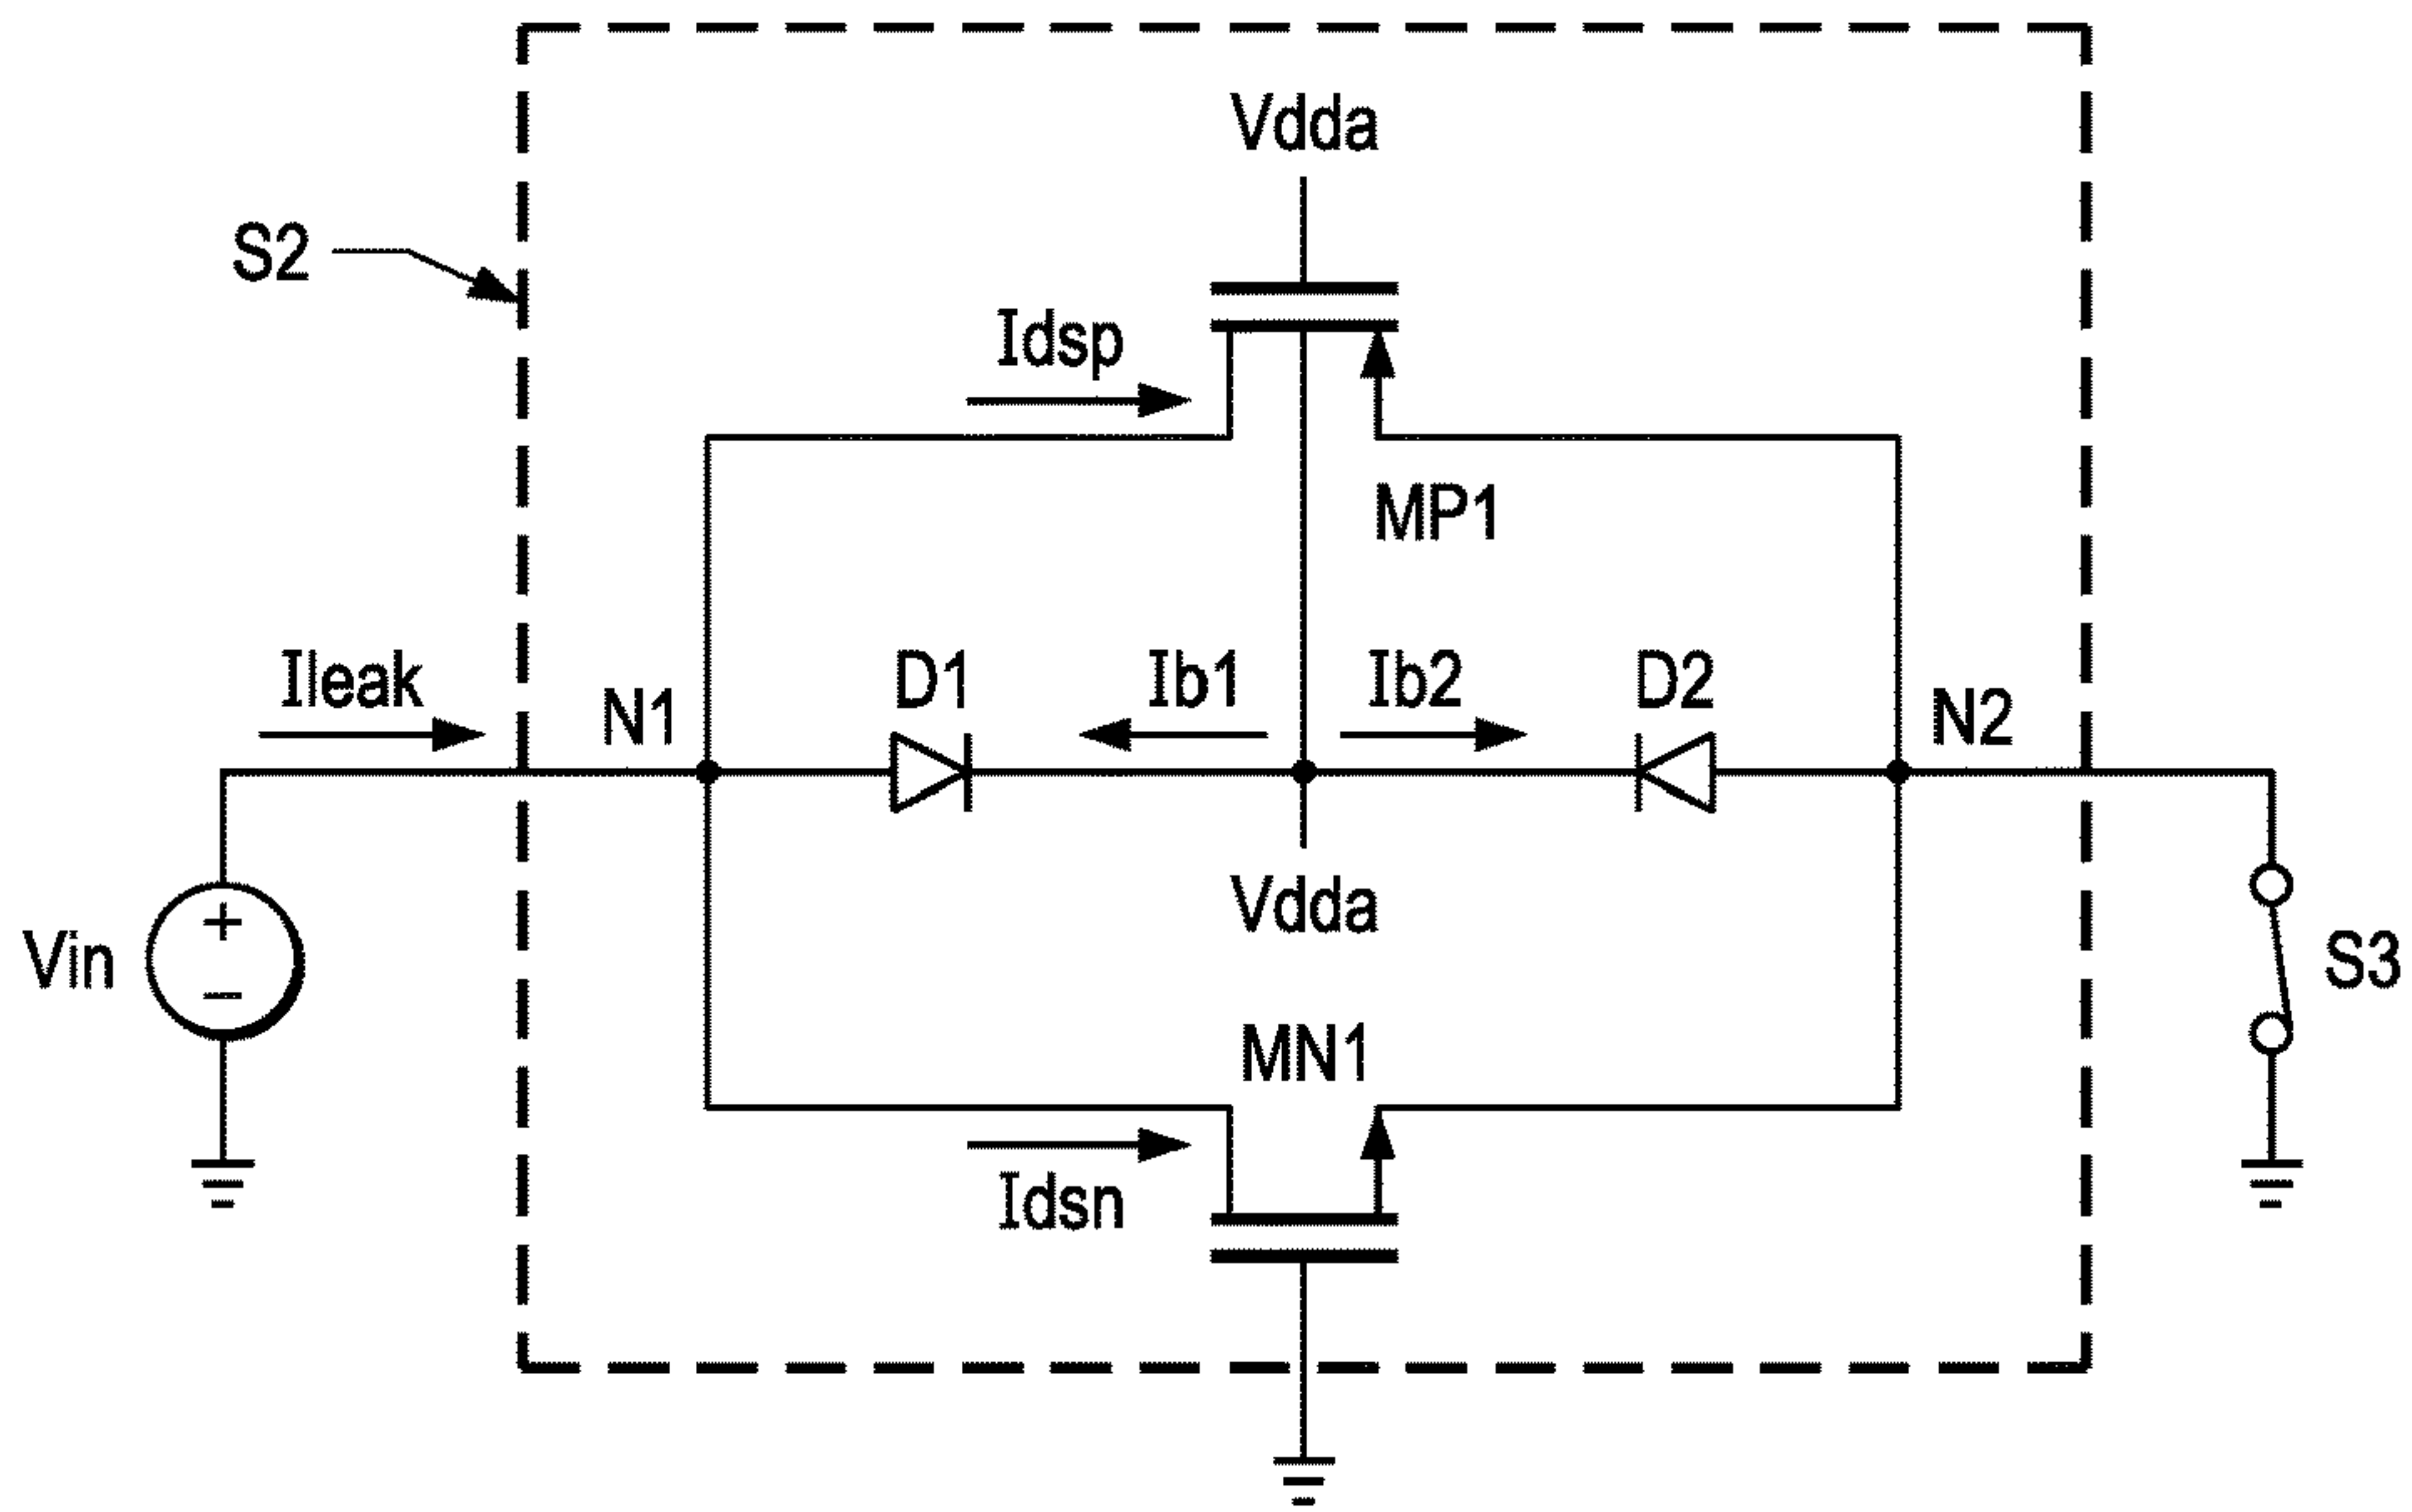 Vdda
S2
Idsp
MP1
Ileak
N1
D1
Ib1
Ib2
D2
N2
Vdda
Vin
+
−
S3
MN1
Idsn